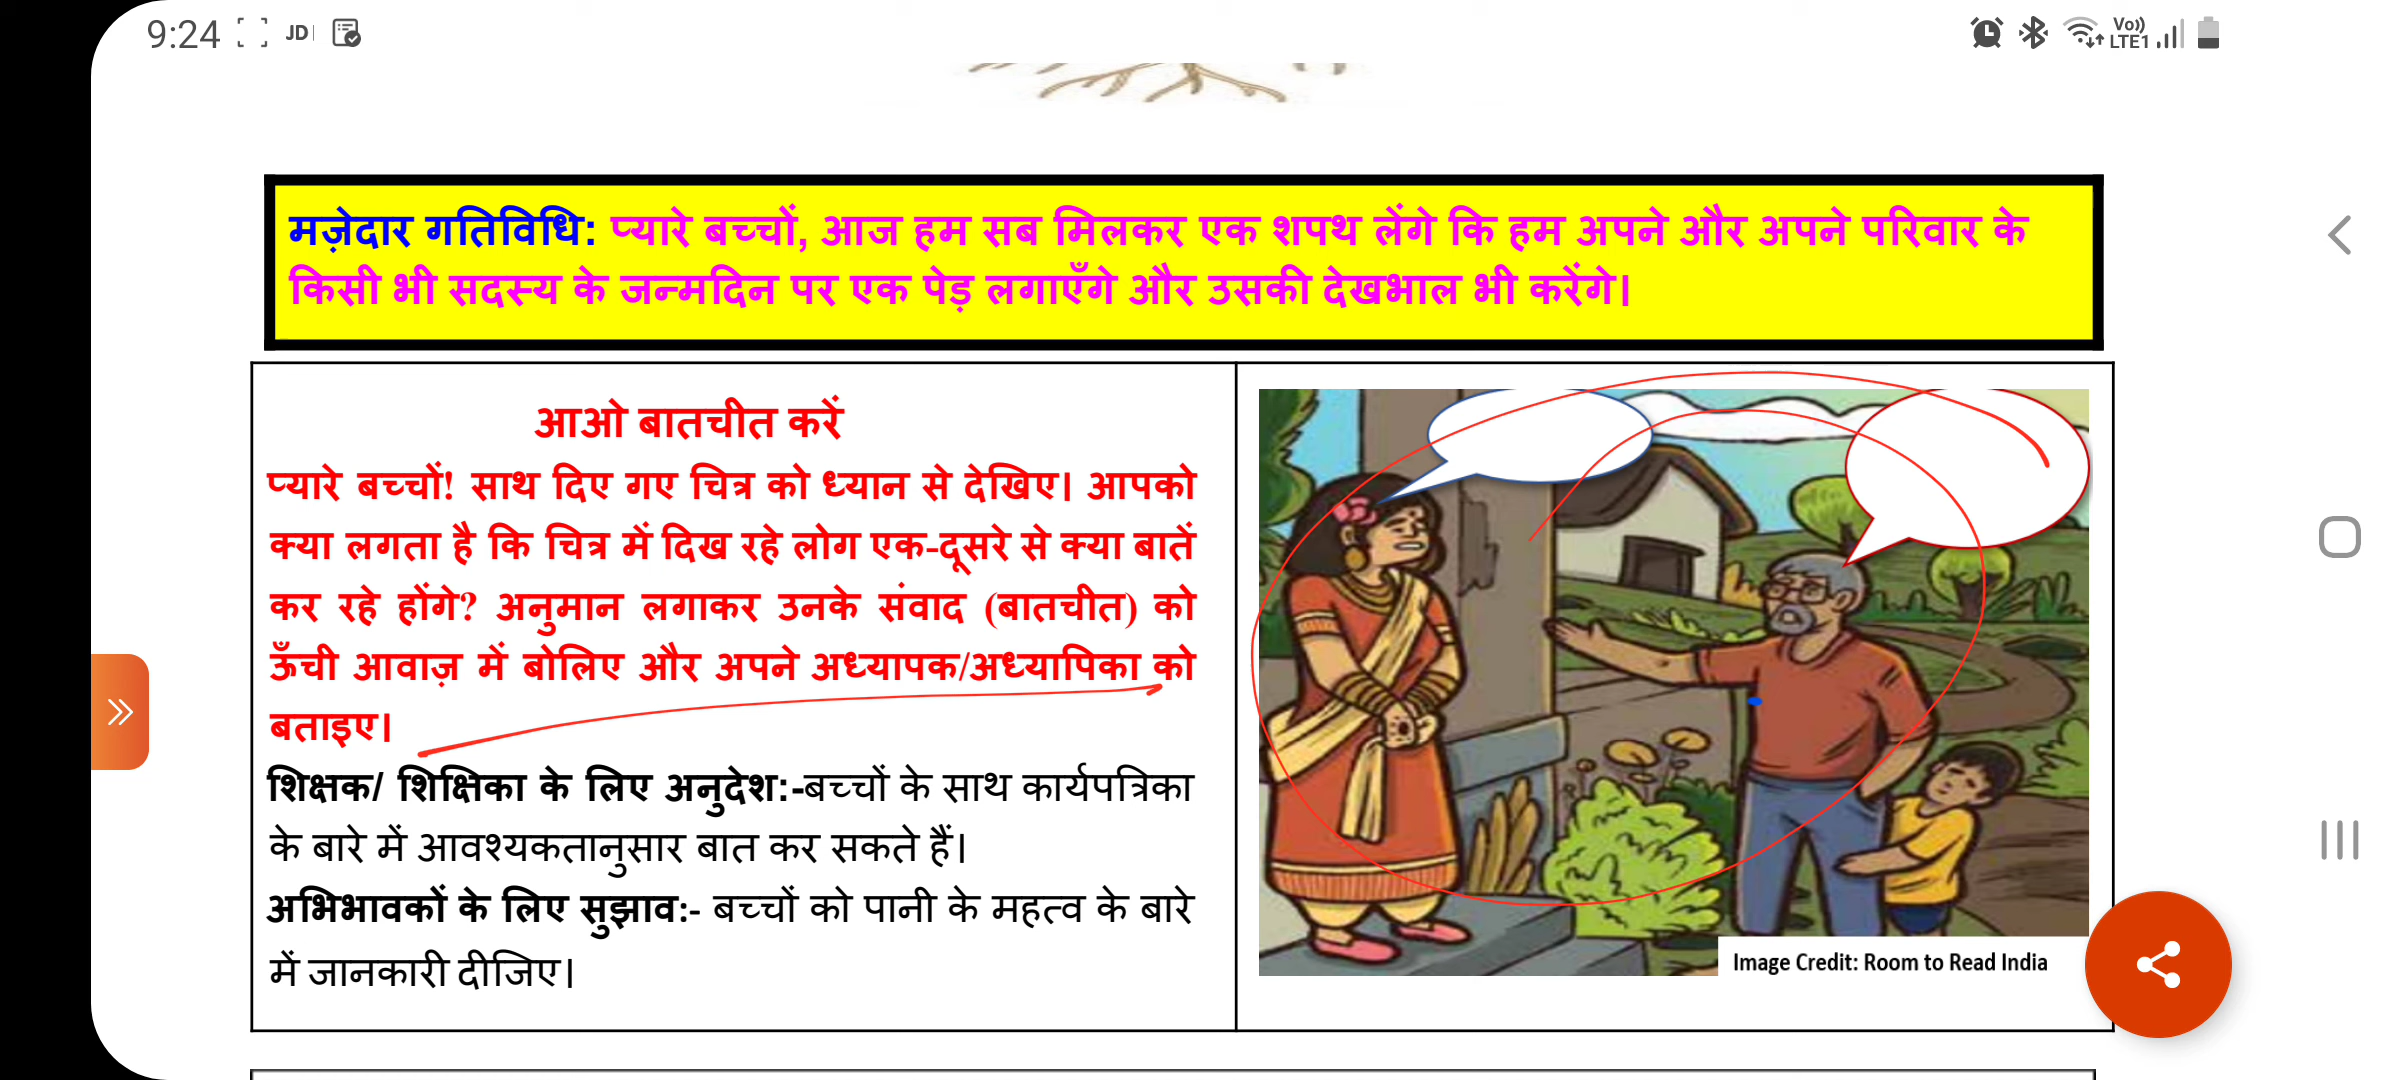 9:24 JD
Vo))
LTE1
मज़ेदार गतिविधि: प्यारे बच्चों, आज हम सब मिलकर एक शपथ लेंगे कि हम अपने और अपने परिवार के
किसी भी सदस्य के जन्मदिन पर एक पेड़ लगाएँगे और उसकी देखभाल भी करेंगे।
आओ बातचीत करें
प्यारे बच्चों! साथ दिए गए चित्र को ध्यान से देखिए। आपको
क्या लगता है कि चित्र में दिख रहे लोग एक-दूसरे से क्या बातें
कर रहे होंगे? अनुमान लगाकर उनके संवाद (बातचीत) को
ऊँची आवाज़ में बोलिए और अपने अध्यापक/अध्यापिका को
बताइए।
शिक्षक/ शिक्षिका के लिए अनुदेश:-बच्चों के साथ कार्यपत्रिका
के बारे में आवश्यकतानुसार बात कर सकते हैं।
अभिभावकों के लिए सुझाव:- बच्चों को पानी के महत्व के बारे
में जानकारी दीजिए।
Image Credit: Room to Read India